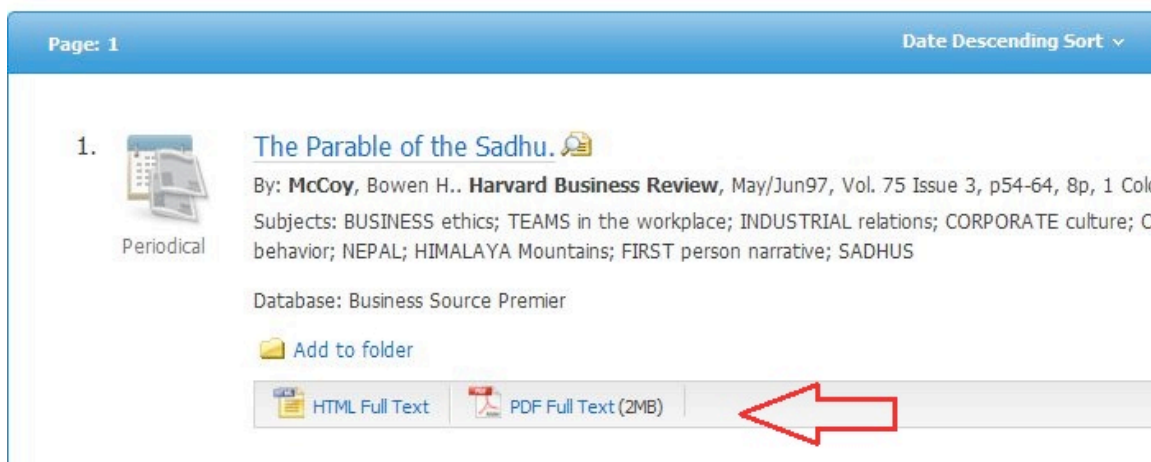 Page: 1
Date Descending Sort
1.
The Parable of the Sadhu.
By: McCoy, Bowen H.. Harvard Business Review, May/Jun97, Vol. 75 Issue 3, p54-64, 8p, 1
Subjects: BUSINESS ethics; TEAMS in the workplace; INDUSTRIAL relations; CORPORATE culture;
behavior; NEPAL; HIMALAYA Mountains; FIRST person narrative; SADHUS
Periodical
Database: Business Source Premier
Add to folder
HTML Full Text
PDF Full Text (2MB)